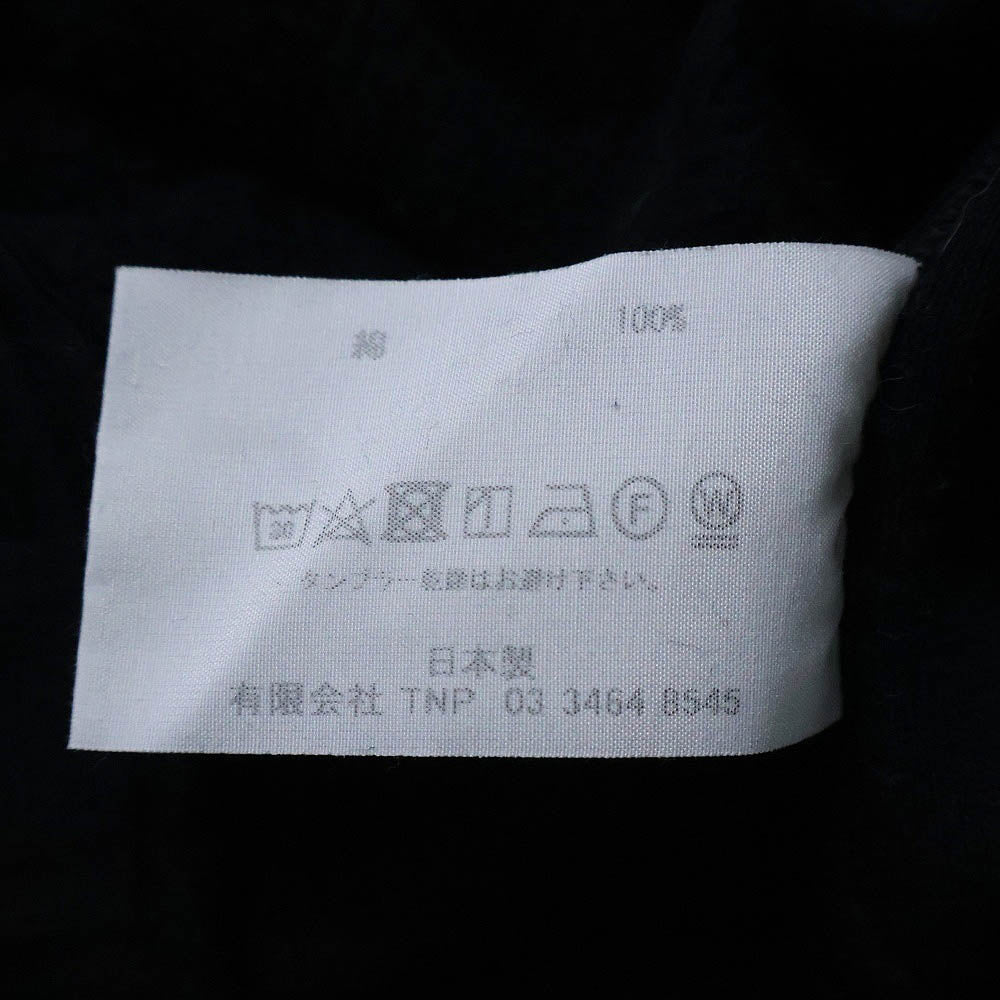 綿 100%
30 F W
タンブラー乾燥はお避け下さい。
日本製
有限会社 TNP 03 3464 8545